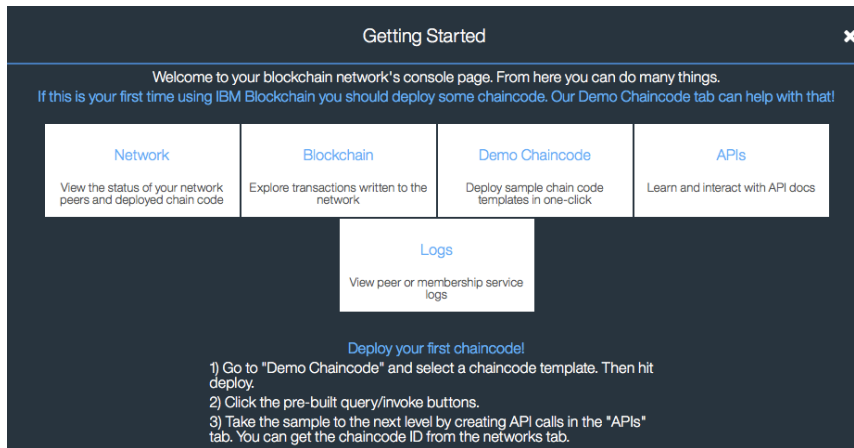 Getting Started
Welcome to your blockchain network's console page. From here you can do many things.
If this is your first time using IBM Blockchain you should deploy some chaincode. Our Demo Chaincode tab can help with that!
Network
View the status of your network
peers and deployed chain code
Blockchain
Explore transactions written to the
network
Demo Chaincode
Deploy sample chain code
templates in one-click
APIs
Learn and interact with API docs
Logs
View peer or membership service
logs
Deploy your first chaincode!
1) Go to "Demo Chaincode" and select a chaincode template. Then hit
deploy.
2) Click the pre-built query/invoke buttons.
3) Take the sample to the next level by creating API calls in the "APIs"
tab. You can get the chaincode ID from the networks tab.